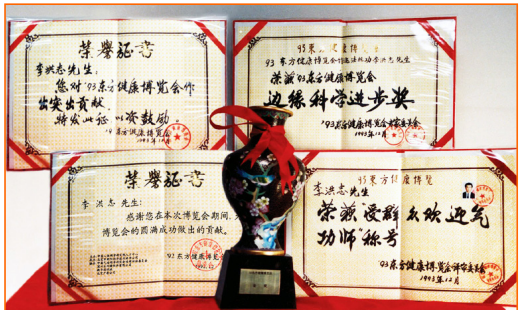 荣誉证书
李洪志先生：
您对'93东方健康博览会作
出突出贡献，
特发此证 以资鼓励。
'93东方健康博览会
1993年12月
'93 东方健康博览会
李洪志先生
荣获'93东方健康博览会
边缘科学进步奖
'93东方健康博览会评审委员会
1993年12月
荣誉证书
李洪志先生：
感谢您在本次博览会期间，
博览会的圆满成功做出的贡献。
'93东方健康博览会
'93东方健康博览
李洪志先生
荣获“受群众欢迎气
功师”称号
'93东方健康博览会评审委员会
1993年12月